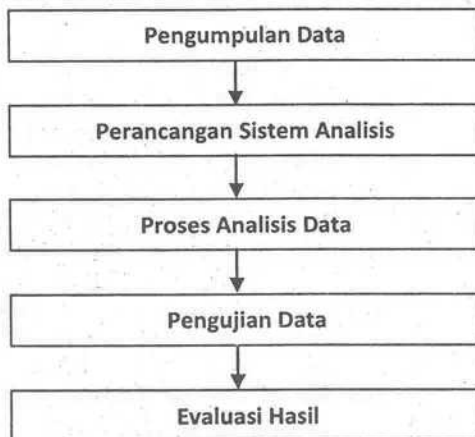 Pengumpulan Data
Perancangan Sistem Analisis
Proses Analisis Data
Pengujian Data
Evaluasi Hasil